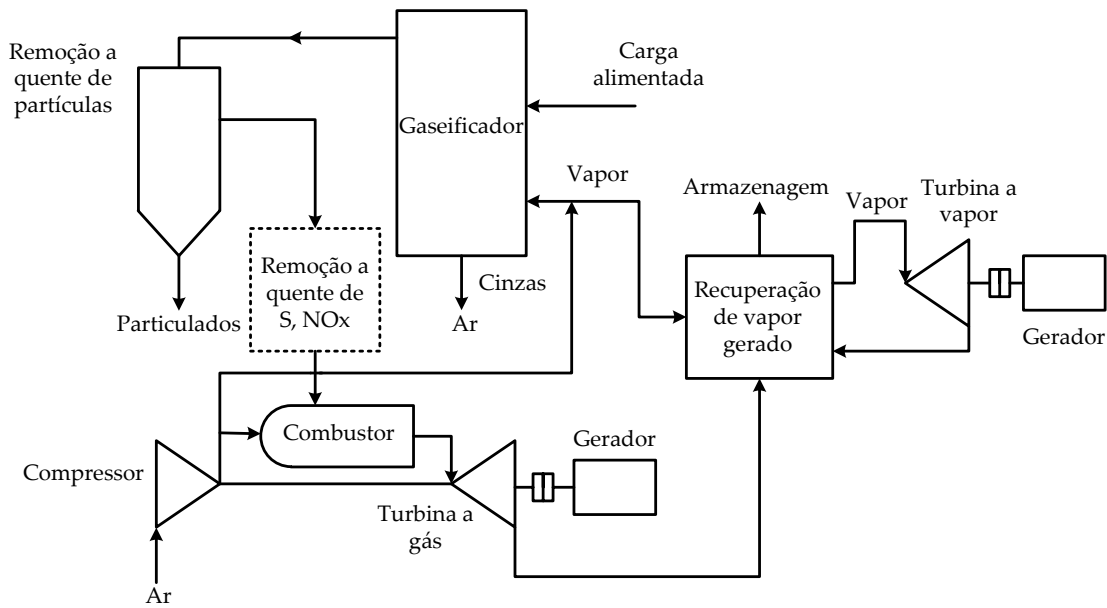 Remoção a
quente de
partículas
Carga
alimentada
Gaseificador
Vapor
Armazenagem
Vapor
Turbina a
vapor
Remoção a
quente de
S, NOx
Cinzas
Particulados
Ar
Recuperação
de vapor
gerado
Gerador
Combustor
Gerador
Compressor
Turbina a
gás
Ar